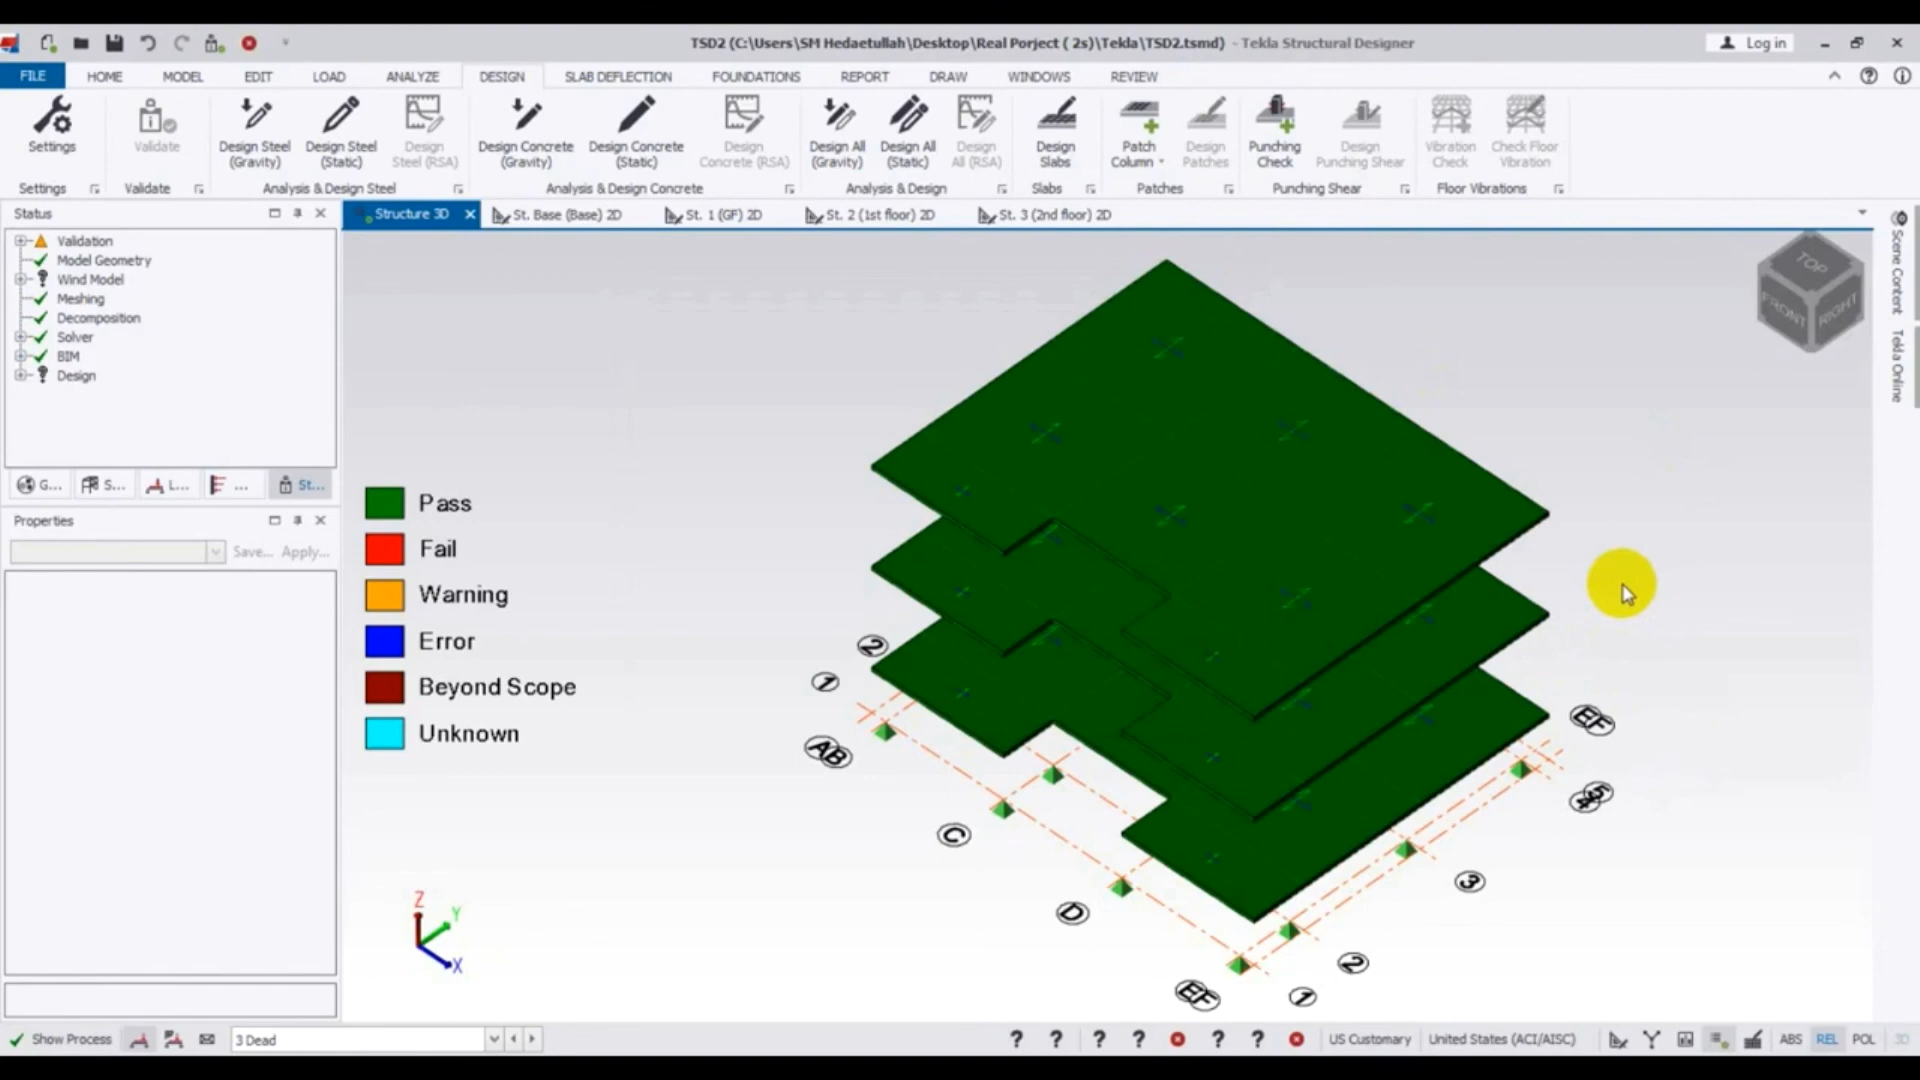 TSD2 (C:\Users\SM Hedaetullah\Desktop\Real Porject ( 2s)\Tekla\TSD2.tsmd) - Tekla Structural Designer
Log in
FILE HOME MODEL EDIT LOAD ANALYZE DESIGN SLAB DEFLECTION FOUNDATIONS REPORT DRAW WINDOWS REVIEW
Settings
Validate
Design Steel (Gravity)
Design Steel (Static)
Design Steel (RSA)
Design Concrete (Gravity)
Design Concrete (Static)
Design Concrete (RSA)
Design All (Gravity)
Design All (Static)
Design All (RSA)
Design Slabs
Patch Column
Design Patches
Punching Check
Design Punching Shear
Vibration Check
Check Floor Vibration
Settings Validate Analysis & Design Steel Analysis & Design Concrete Analysis & Design Slabs Patches Punching Shear Floor Vibrations
Status
Structure 3D St. Base (Base) 2D St. 1 (GF) 2D St. 2 (1st floor) 2D St. 3 (2nd floor) 2D
Validation
Model Geometry
Wind Model
Meshing
Decomposition
Solver
BIM
Design
G... S... L... ... St...
Properties
Save... Apply...
Pass
Fail
Warning
Error
Beyond Scope
Unknown
TOP
FRONT
RIGHT
Scene Content
Tekla Online
2
1
AB
C
D
EF
1
2
3
4 5
EF
Z
Y
X
Show Process
3 Dead
US Customary
United States (ACI/AISC)
ABS REL POL 3D